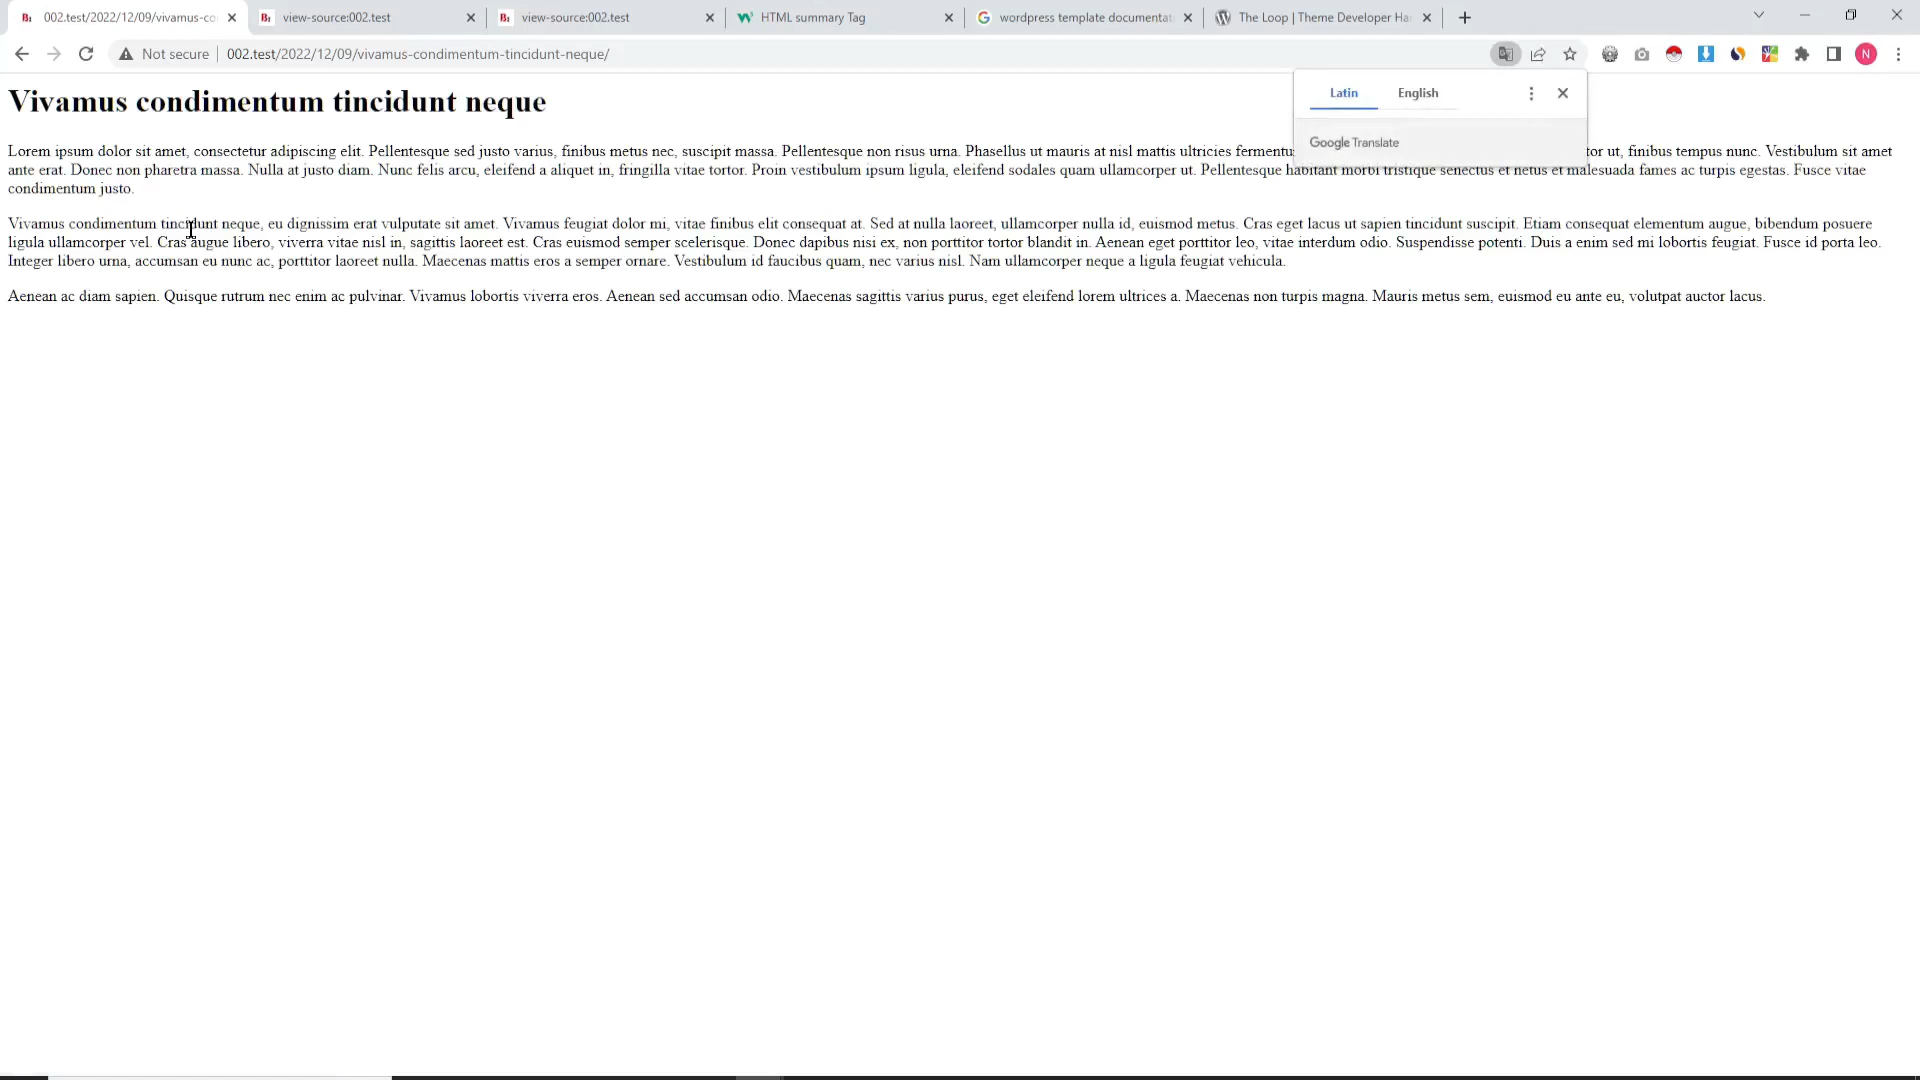 002.test/2022/12/09/vivamus-co
view-source:002.test
view-source:002.test
HTML summary Tag
wordpress template documentat
The Loop | Theme Developer Ha
Not secure
002.test/2022/12/09/vivamus-condimentum-tincidunt-neque/
N
Latin
English
Google Translate
Vivamus condimentum tincidunt neque
Lorem ipsum dolor sit amet, consectetur adipiscing elit. Pellentesque sed justo varius, finibus metus nec, suscipit massa. Pellentesque non risus urna. Phasellus ut mauris at nisl mattis ultricies fermentu tor ut, finibus tempus nunc. Vestibulum sit amet
ante erat. Donec non pharetra massa. Nulla at justo diam. Nunc felis arcu, eleifend a aliquet in, fringilla vitae tortor. Proin vestibulum ipsum ligula, eleifend sodales quam ullamcorper ut. Pellentesque habitant morbi tristique senectus et netus et malesuada fames ac turpis egestas. Fusce vitae
condimentum justo.
Vivamus condimentum tincidunt neque, eu dignissim erat vulputate sit amet. Vivamus feugiat dolor mi, vitae finibus elit consequat at. Sed at nulla laoreet, ullamcorper nulla id, euismod metus. Cras eget lacus ut sapien tincidunt suscipit. Etiam consequat elementum augue, bibendum posuere
ligula ullamcorper vel. Cras augue libero, viverra vitae nisl in, sagittis laoreet est. Cras euismod semper scelerisque. Donec dapibus nisi ex, non porttitor tortor blandit in. Aenean eget porttitor leo, vitae interdum odio. Suspendisse potenti. Duis a enim sed mi lobortis feugiat. Fusce id porta leo.
Integer libero urna, accumsan eu nunc ac, porttitor laoreet nulla. Maecenas mattis eros a semper ornare. Vestibulum id faucibus quam, nec varius nisl. Nam ullamcorper neque a ligula feugiat vehicula.
Aenean ac diam sapien. Quisque rutrum nec enim ac pulvinar. Vivamus lobortis viverra eros. Aenean sed accumsan odio. Maecenas sagittis varius purus, eget eleifend lorem ultrices a. Maecenas non turpis magna. Mauris metus sem, euismod eu ante eu, volutpat auctor lacus.